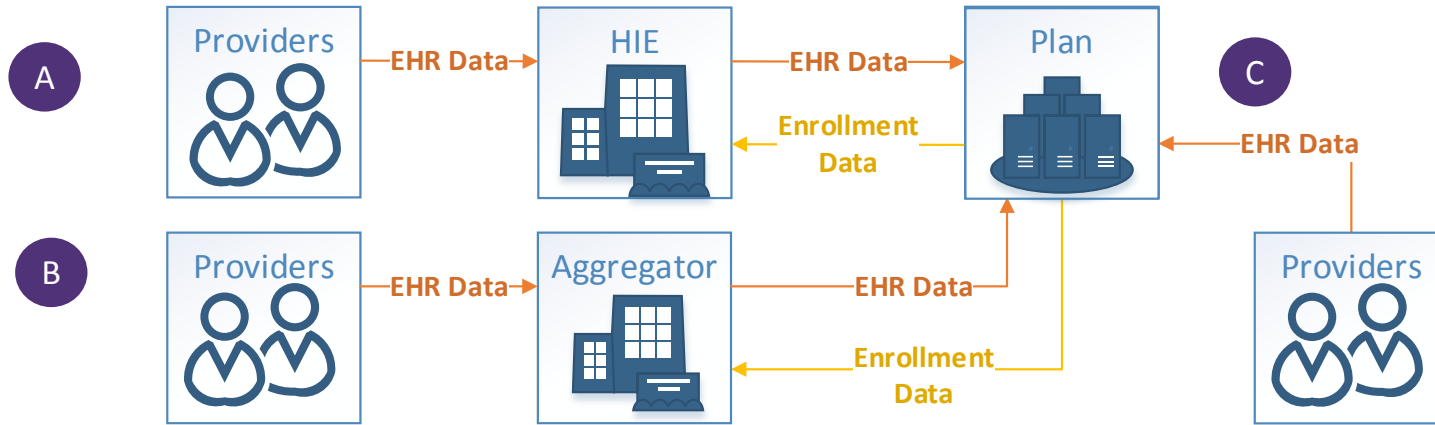 A
Providers
EHR Data
HIE
EHR Data
Enrollment
Data
Plan
C
EHR Data
B
Providers
EHR Data
Aggregator
EHR Data
Enrollment
Data
Providers